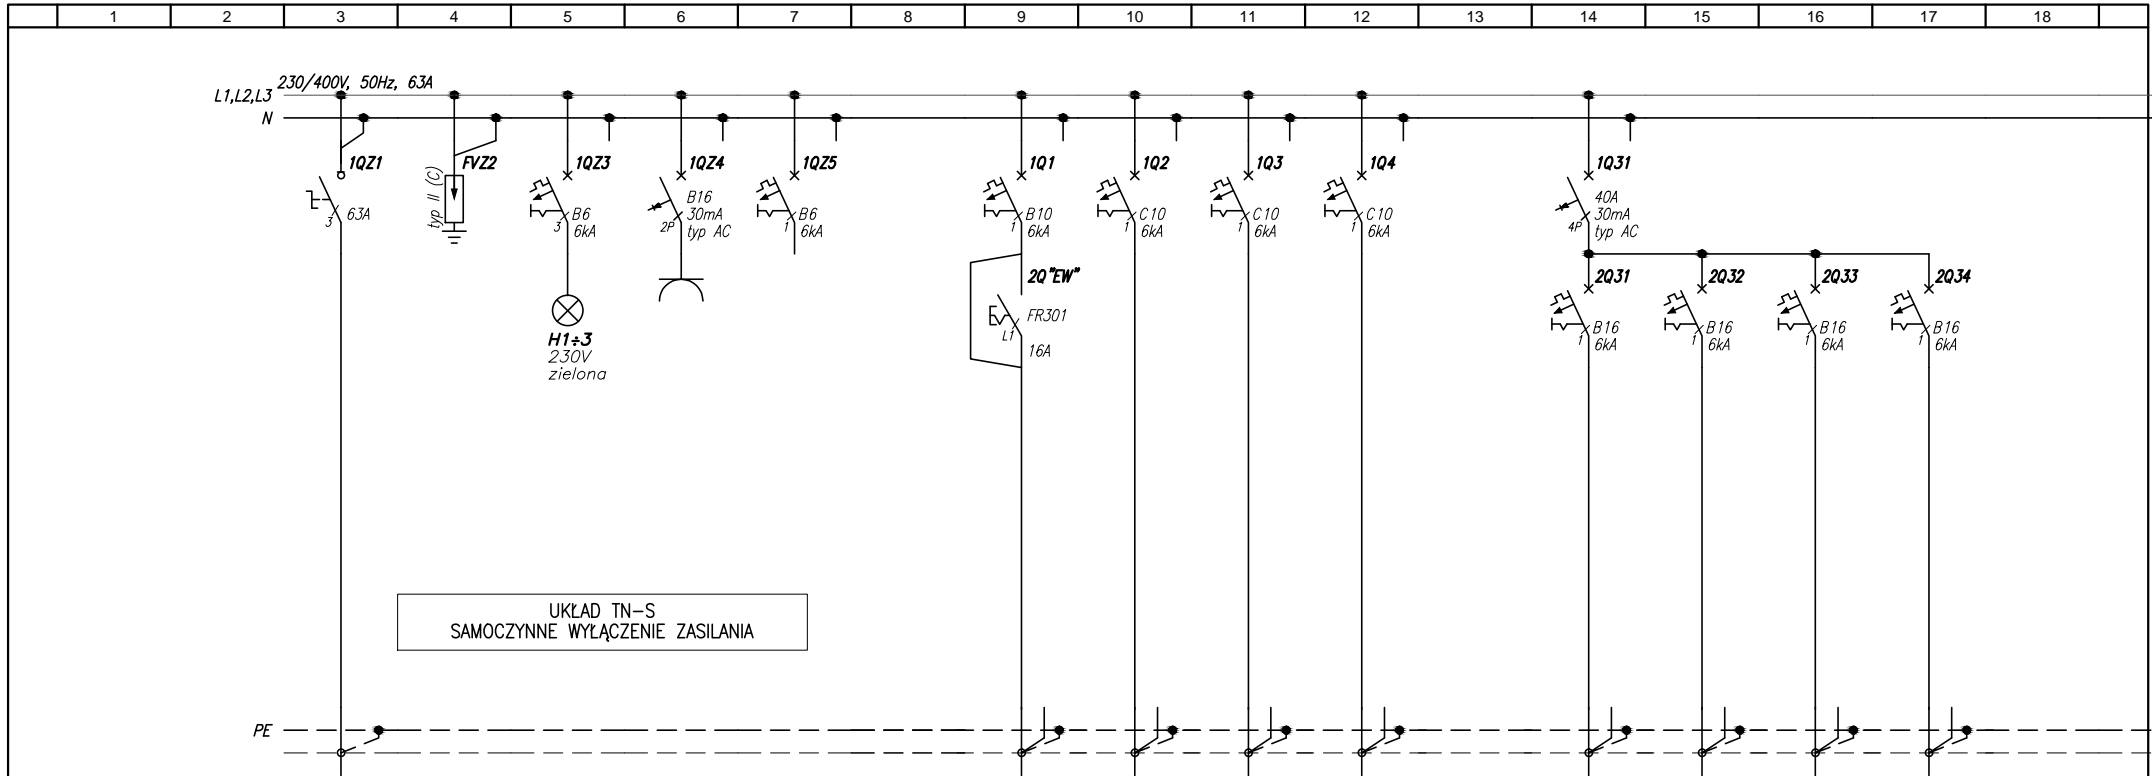 1 2 3 4 5 6 7 8 9 10 11 12 13 14 15 16 17 18
230/400V, 50Hz, 63A
L1,L2,L3
N
1QZ1
3 63A
FVZ2
typ II (C)
1QZ3
B6
3 6kA
H1÷3
230V
zielona
1QZ4
B16
30mA
2P typ AC
1QZ5
B6
1 6kA
1Q1
B10
1 6kA
2Q"EW"
FR301
L1
16A
1Q2
C10
1 6kA
1Q3
C10
1 6kA
1Q4
C10
1 6kA
1Q31
40A
30mA
4P typ AC
2Q31
B16
1 6kA
2Q32
B16
1 6kA
2Q33
B16
1 6kA
2Q34
B16
1 6kA
UKŁAD TN-S
SAMOCZYNNE WYŁĄCZENIE ZASILANIA
PE